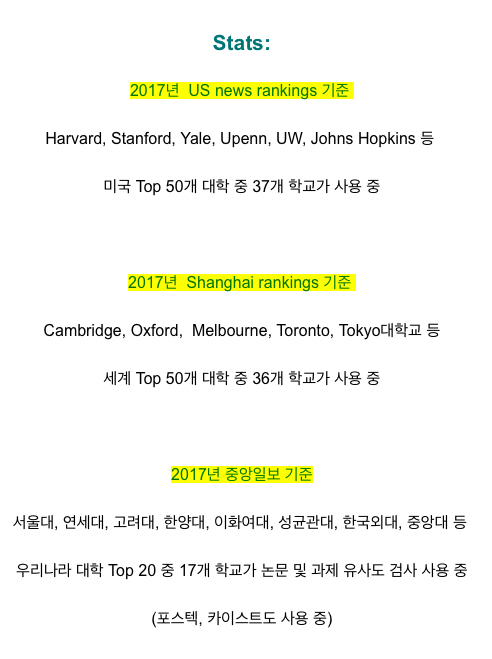 Stats:
2017년 US news rankings 기준
Harvard, Stanford, Yale, Upenn, UW, Johns Hopkins 등
미국 Top 50개 대학 중 37개 학교가 사용 중
2017년 Shanghai rankings 기준
Cambridge, Oxford, Melbourne, Toronto, Tokyo대학교 등
세계 Top 50개 대학 중 36개 학교가 사용 중
2017년 중앙일보 기준
서울대, 연세대, 고려대, 한양대, 이화여대, 성균관대, 한국외대, 중앙대 등
우리나라 대학 Top 20 중 17개 학교가 논문 및 과제 유사도 검사 사용 중
(포스텍, 카이스트도 사용 중)